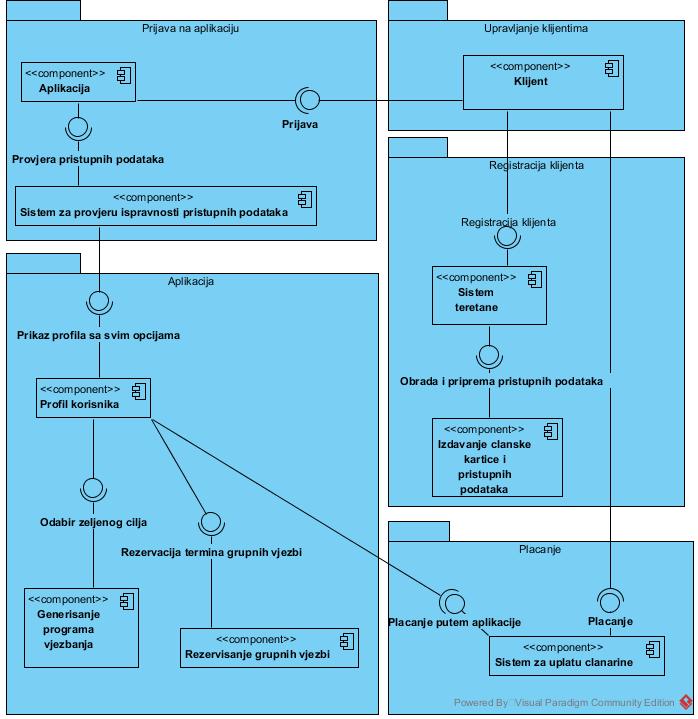 Prijava na aplikaciju
<<component>>
Aplikacija
Prijava
Provjera pristupnih podataka
<<component>>
Sistem za provjeru ispravnosti pristupnih podataka
Upravljanje klijentima
<<component>>
Klijent
Registracija klijenta
Registracija klijenta
<<component>>
Sistem
teretane
Obrada i priprema pristupnih podataka
<<component>>
Izdavanje clanske
kartice i
pristupnih
podataka
Aplikacija
Prikaz profila sa svim opcijama
<<component>>
Profil korisnika
Odabir zeljenog cilja
Rezervacija termina grupnih vjezbi
<<component>>
Generisanje
programa
vjezbanja
<<component>>
Rezervisanje grupnih vjezbi
Placanje
Placanje putem aplikacije
Placanje
<<component>>
Sistem za uplatu clanarine
Powered By Visual Paradigm Community Edition